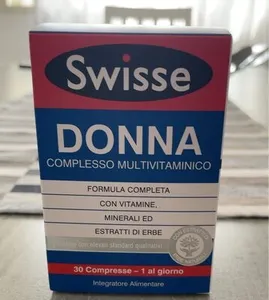 Swisse
DONNA
COMPLESSO MULTIVITAMINICO
FORMULA COMPLETA
CON VITAMINE,
MINERALI ED
ESTRATTI DI ERBE
30 Compresse – 1 al giorno
Integratore Alimentare